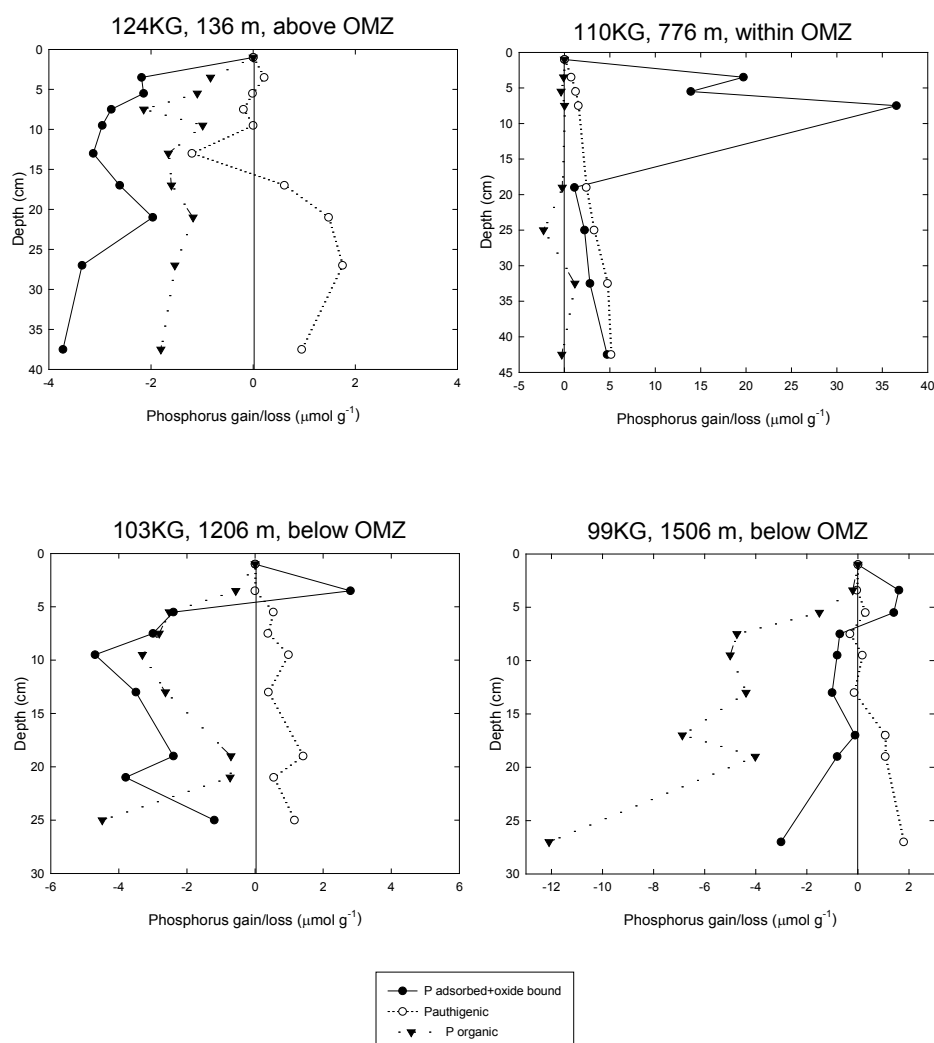 124KG, 136 m, above OMZ
0
5
10
15
20
25
30
35
40
Depth (cm)
-4 -2 0 2 4
Phosphorus gain/loss (μmol g-1)
110KG, 776 m, within OMZ
0
5
10
15
20
25
30
35
40
45
Depth (cm)
-5 0 5 10 15 20 25 30 35 40
Phosphorus gain/loss (μmol g-1)
103KG, 1206 m, below OMZ
0
5
10
15
20
25
30
Depth (cm)
-6 -4 -2 0 2 4 6
Phosphorus gain/loss (μmol g-1)
99KG, 1506 m, below OMZ
0
5
10
15
20
25
30
Depth (cm)
-12 -10 -8 -6 -4 -2 0 2
Phosphorus gain/loss (μmol g-1)
P adsorbed+oxide bound
Pauthigenic
P organic